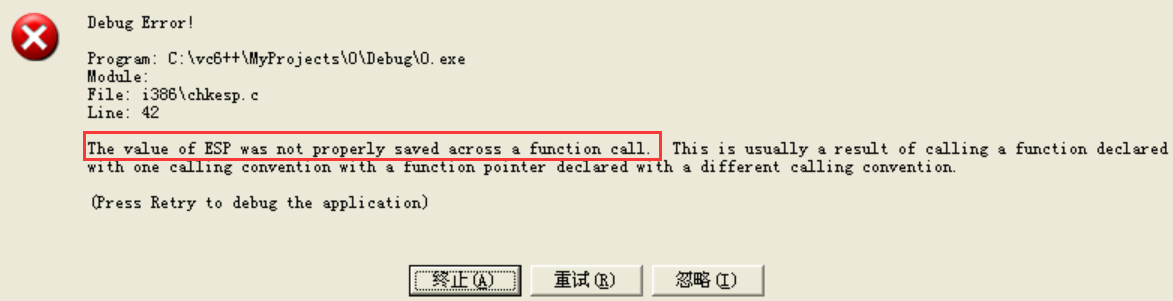 Debug Error!
Program: C:\vc6++\MyProjects\0\Debug\0.exe
Module:
File: i386\chkesp.c
Line: 42
The value of ESP was not properly saved across a function call.  This is usually a result of calling a function declared
with one calling convention with a function pointer declared with a different calling convention.
(Press Retry to debug the application)
终止(A) 重试(R) 忽略(I)